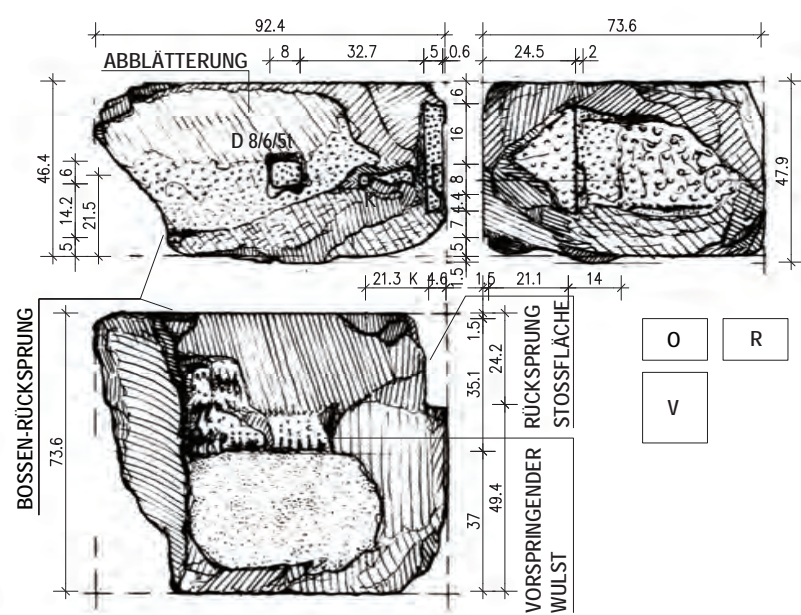 92.4
73.6
8 32.7 5 0.6
24.5 2
ABBLÄTTERUNG
D 8/6/5t
46.4
6
14.2
5
21.5
K
6
16
8
4.4
7
5
1.5
47.9
21.3 K 4.6
1.5 21.1 14
BOSSEN-RÜCKSPRUNG
73.6
1.5
35.1
37
24.2
49.4
RÜCKSPRUNG
STOSSFLÄCHE
VORSPRINGENDER
WULST
O R
V